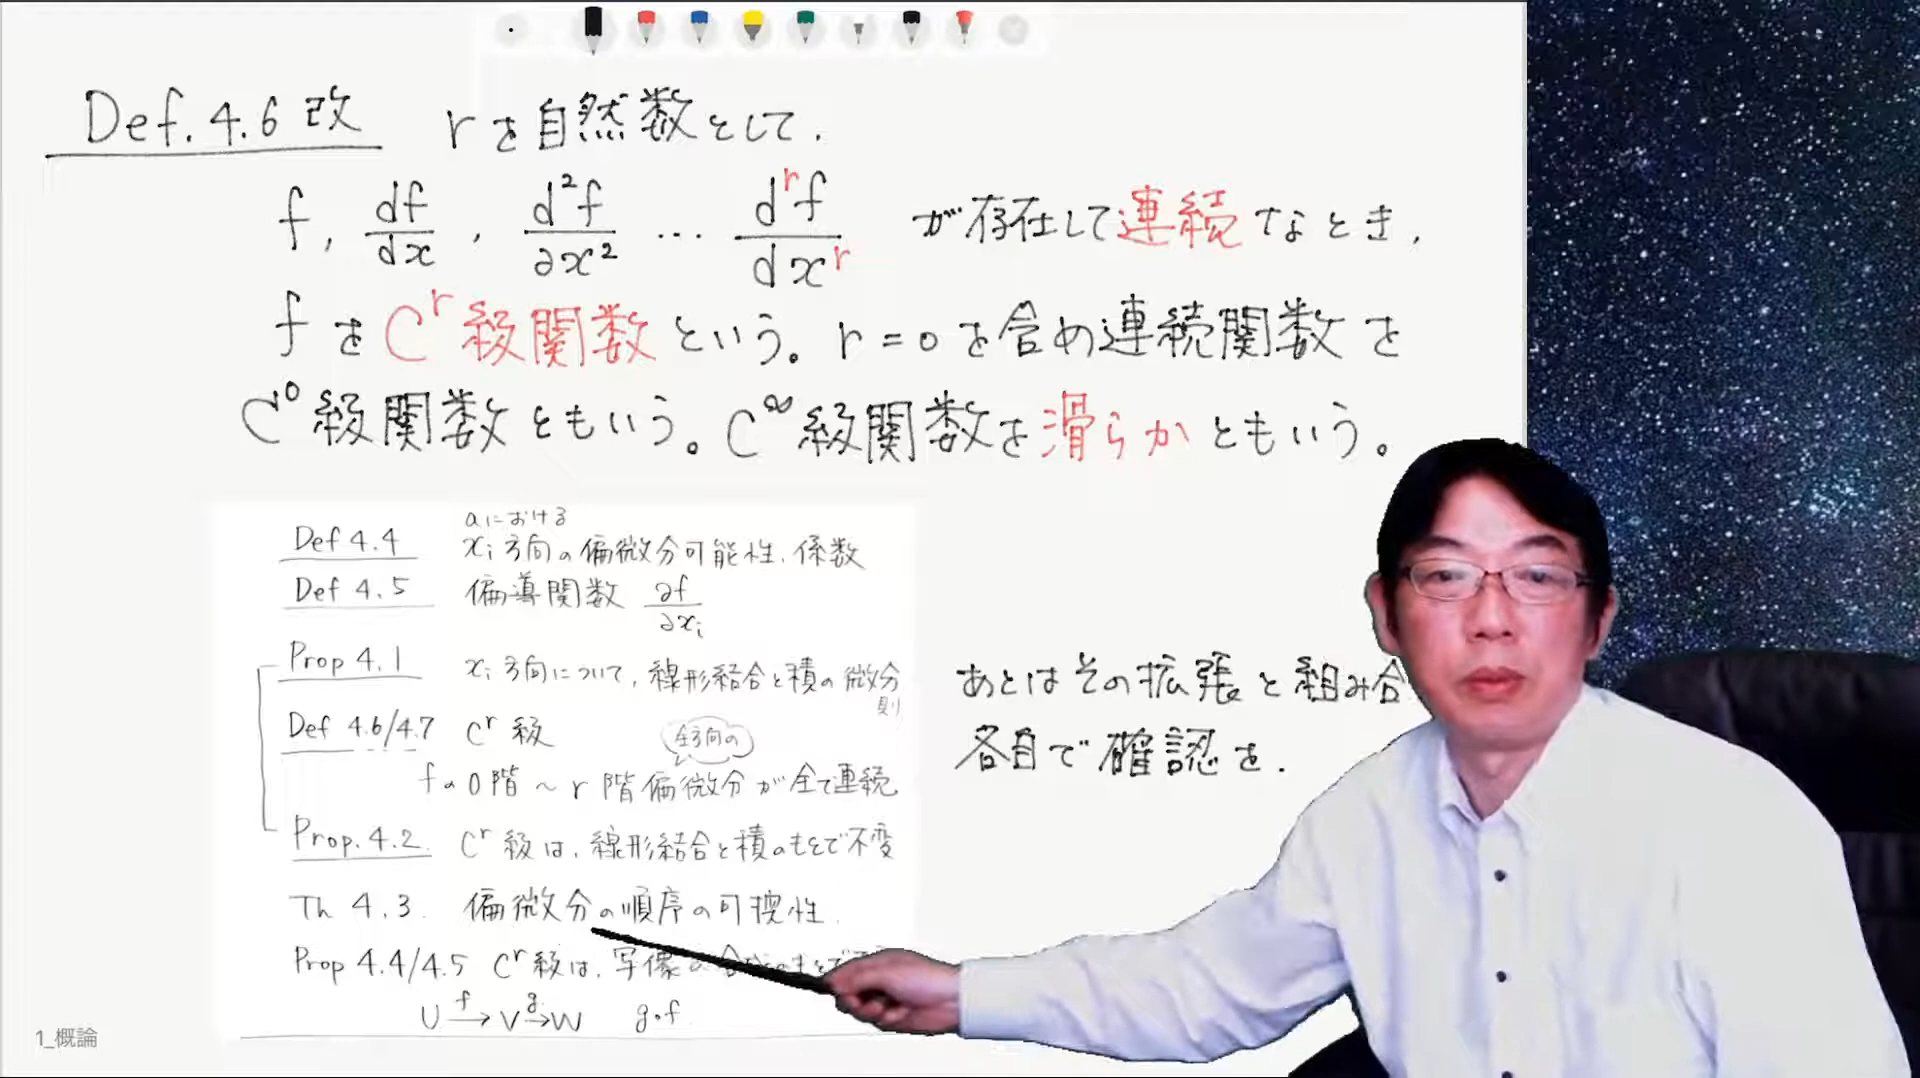 Def. 4.6 改 rを自然数として.
f, df/dx, d²f/∂x² … dʳf/dxʳ が存在して連続なとき,
fをCʳ級関数という。r=0を含め連続関数を
C⁰級関数ともいう。C^∞級関数を滑らかともいう。
aにおける
Def 4.4 xᵢ方向の偏微分可能性.係数
Def 4.5 偏導関数 ∂f/∂xᵢ
Prop 4.1 xᵢ方向について,線形結合と積の微分則
Def 4.6/4.7 Cʳ級
全方向の
fの0階~r階偏微分が全て連続
Prop. 4.2. Cʳ級は,線形結合と積のもとで不変
Th 4.3. 偏微分の順序の可換性.
Prop 4.4/4.5 Cʳ級は,写像の合
U f→ V g→ W g∘f.
あとはその拡張と組み合
各自で確認を.
1_概論